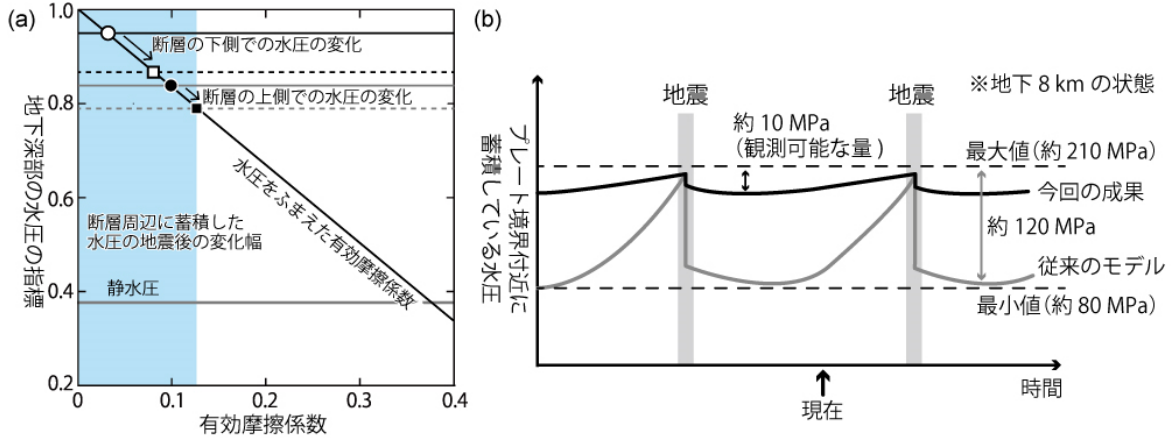 (a)
1.0
0.8
0.6
0.4
0.2
0
0.1
0.2
0.3
0.4
地下深部の水圧の指標
有効摩擦係数
断層の下側での水圧の変化
断層の上側での水圧の変化
水圧をふまえた有効摩擦係数
断層周辺に蓄積した
水圧の地震後の変化幅
静水圧
(b)
※地下 8 km の状態
地震
地震
プレート境界付近に
蓄積している水圧
約 10 MPa
(観測可能な量)
最大値(約 210 MPa)
今回の成果
約 120 MPa
従来のモデル
最小値(約 80 MPa)
時間
現在